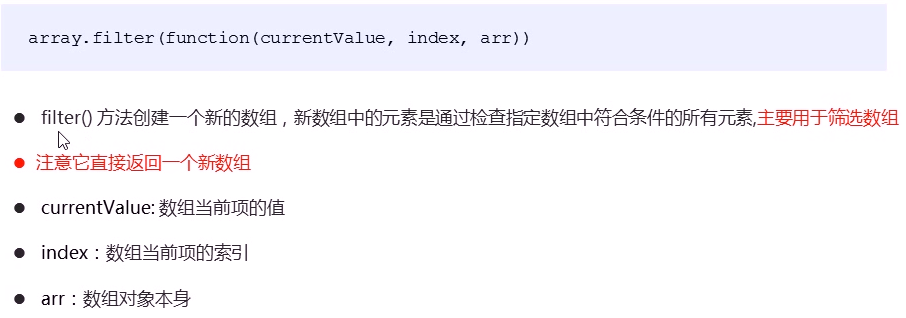 array.filter(function(currentValue, index, arr))
● filter() 方法创建一个新的数组，新数组中的元素是通过检查指定数组中符合条件的所有元素,主要用于筛选数组
● 注意它直接返回一个新数组
● currentValue: 数组当前项的值
● index：数组当前项的索引
● arr：数组对象本身